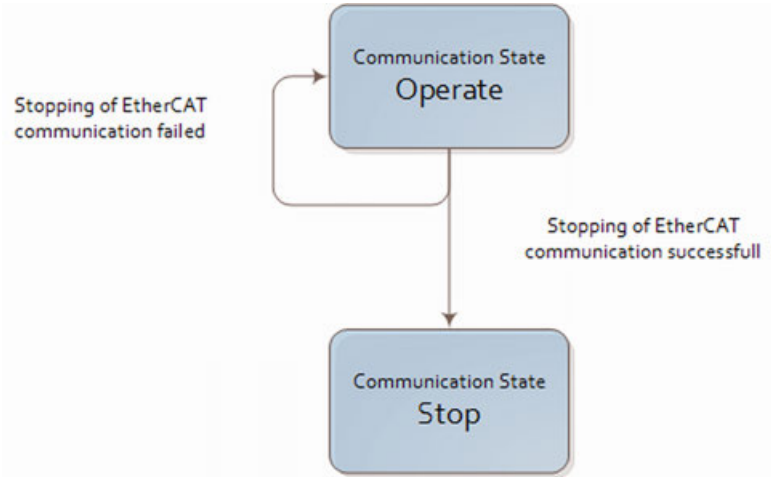 Communication State
Operate
Stopping of EtherCAT
communication failed
Stopping of EtherCAT
communication successfull
Communication State
Stop